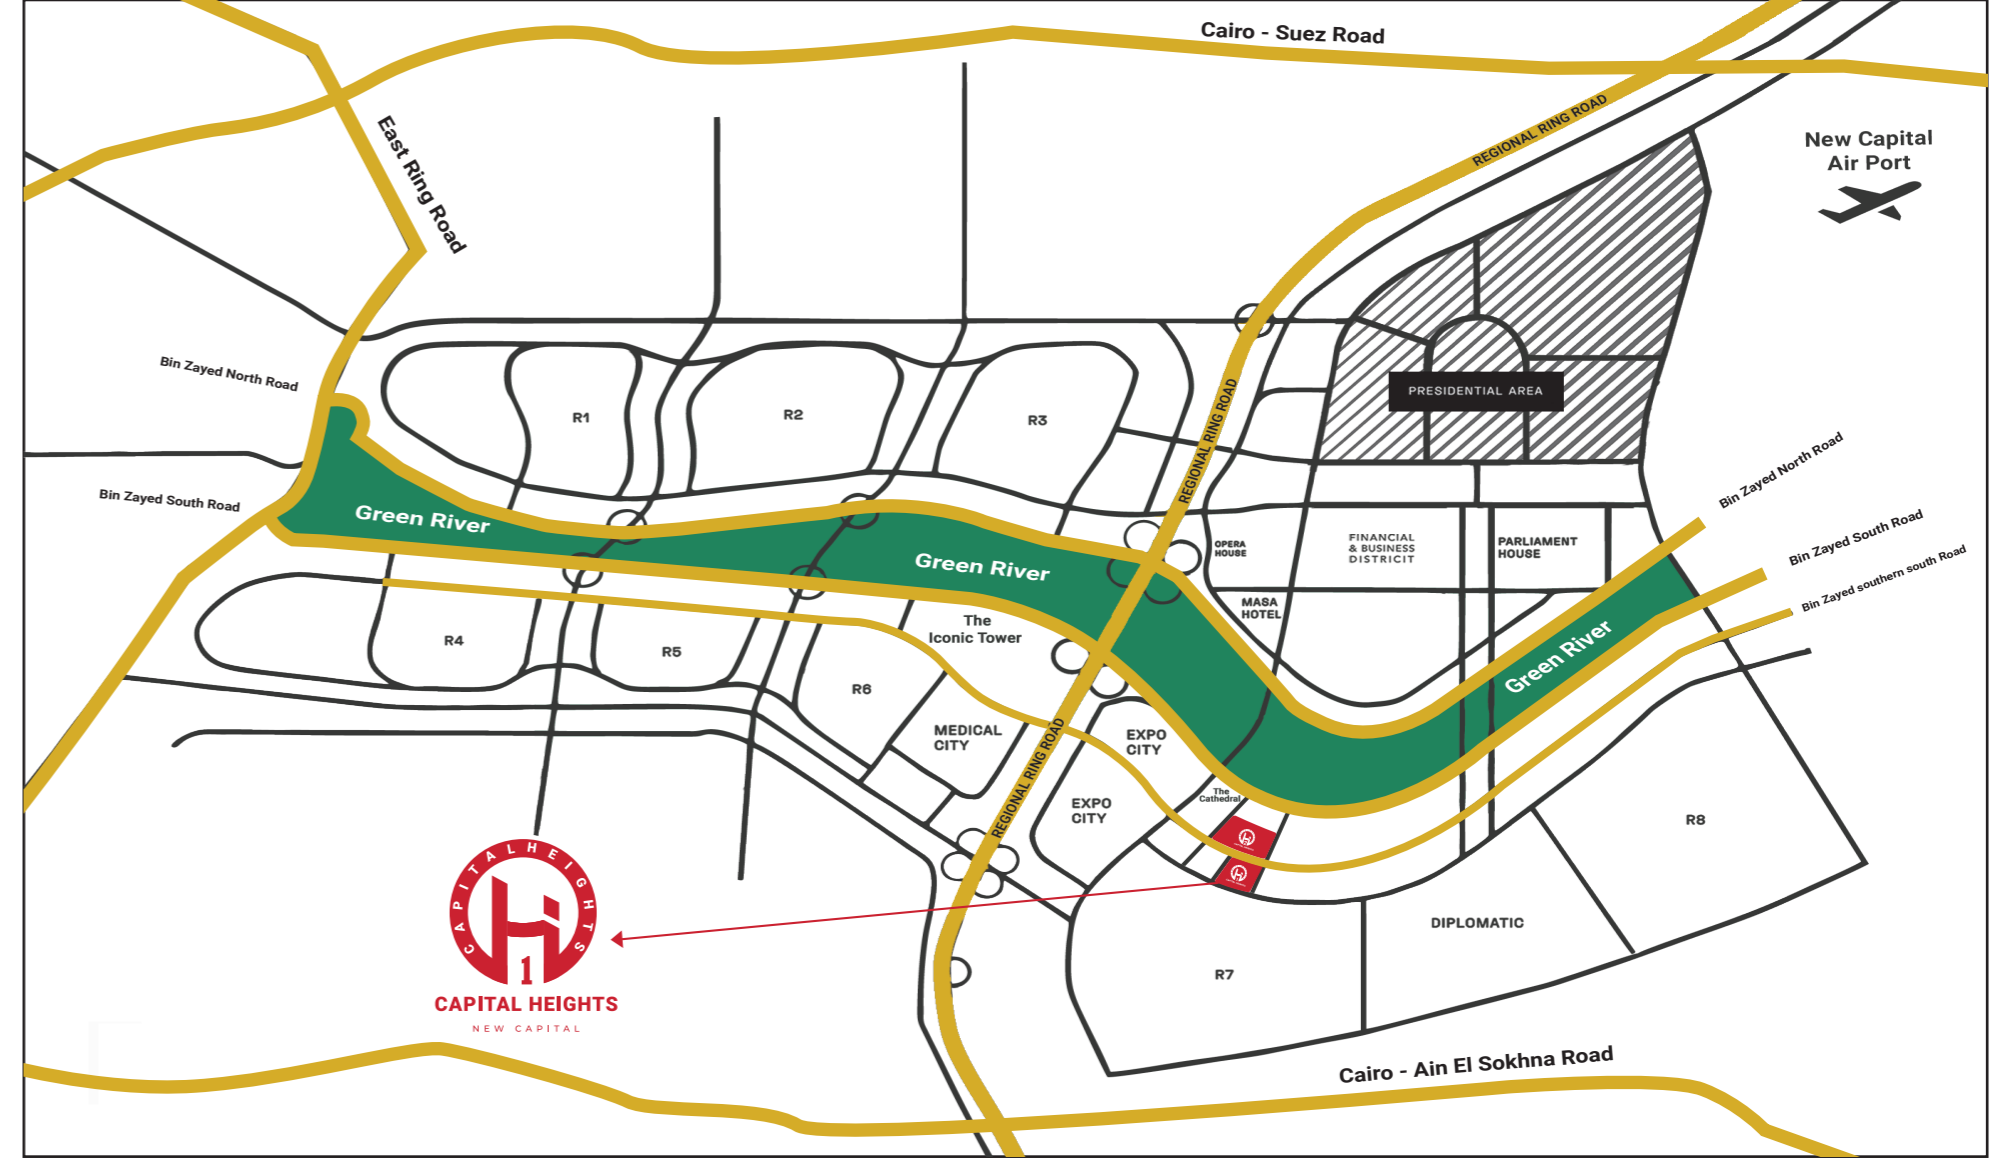 Cairo - Suez Road
REGIONAL RING ROAD
New Capital
Air Port
East Ring Road
Bin Zayed North Road
PRESIDENTIAL AREA
R1
R2
R3
REGIONAL RING ROAD
Bin Zayed North Road
Bin Zayed South Road
Green River
Bin Zayed South Road
OPERA
HOUSE
FINANCIAL
& BUSINESS
DISTRICIT
PARLIAMENT
HOUSE
Green River
Bin Zayed southern south Road
MASA
HOTEL
The
Iconic Tower
R4
R5
Green River
R6
MEDICAL
CITY
EXPO
CITY
REGIONAL RING ROAD
The
Cathedral
EXPO
CITY
R8
CAPITAL HEIGHTS
1
CAPITAL HEIGHTS
NEW CAPITAL
DIPLOMATIC
R7
Cairo - Ain El Sokhna Road